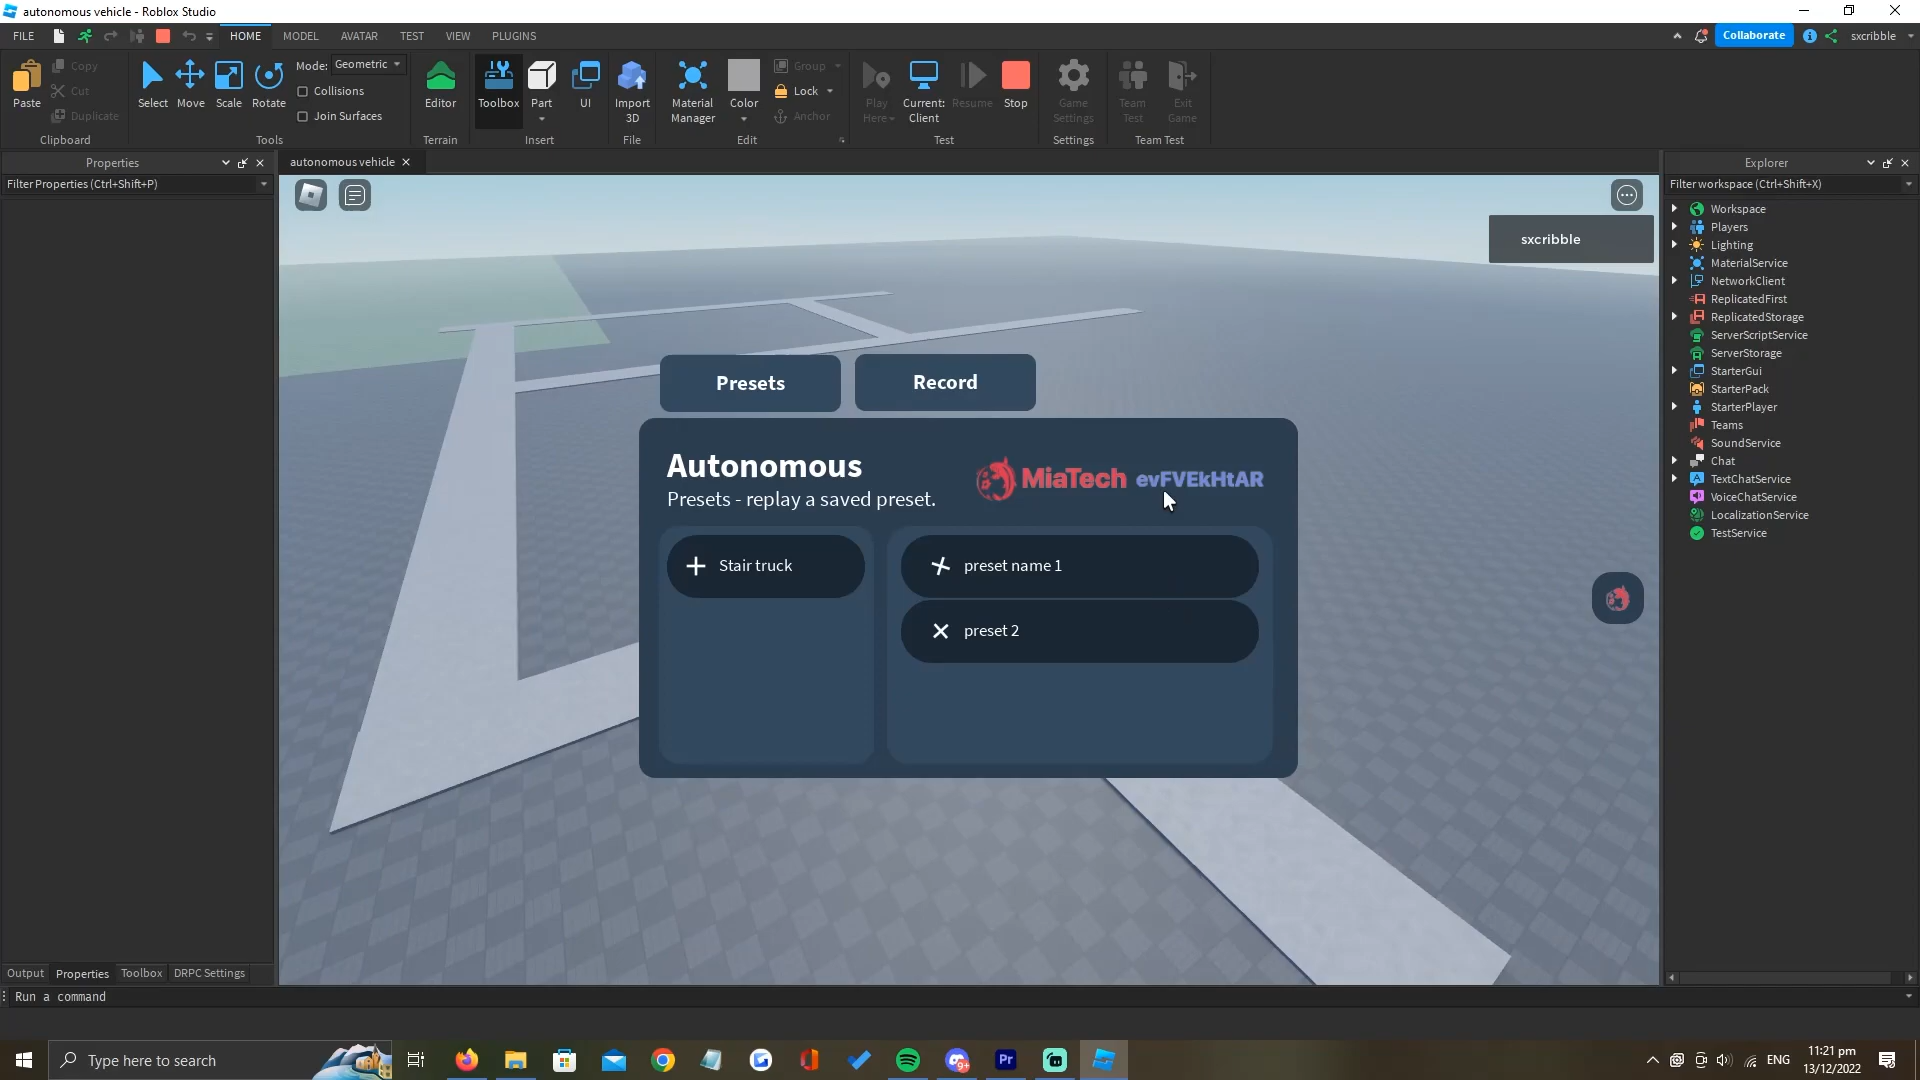 autonomous vehicle - Roblox Studio
FILE HOME MODEL AVATAR TEST VIEW PLUGINS Collaborate sxcribble
Paste
Copy
Cut
Duplicate
Clipboard
Select Move Scale Rotate
Mode: Geometric
Collisions
Join Surfaces
Tools
Editor
Terrain
Toolbox Part UI
Insert
Import 3D
File
Material Manager
Color
Group
Lock
Anchor
Edit
Play Here
Current: Client
Resume
Stop
Test
Game Settings
Settings
Team Test
Exit Game
Team Test
Properties
Filter Properties (Ctrl+Shift+P)
autonomous vehicle
sxcribble
Presets
Record
Autonomous
Presets - replay a saved preset.
MiaTech evFVEkHtAR
Stair truck
preset name 1
preset 2
Explorer
Filter workspace (Ctrl+Shift+X)
Workspace
Players
Lighting
MaterialService
NetworkClient
ReplicatedFirst
ReplicatedStorage
ServerScriptService
ServerStorage
StarterGui
StarterPack
StarterPlayer
Teams
SoundService
Chat
TextChatService
VoiceChatService
LocalizationService
TestService
Output Properties Toolbox DRPC Settings
Run a command
Type here to search
9+
Pr
ENG
11:21 pm
13/12/2022